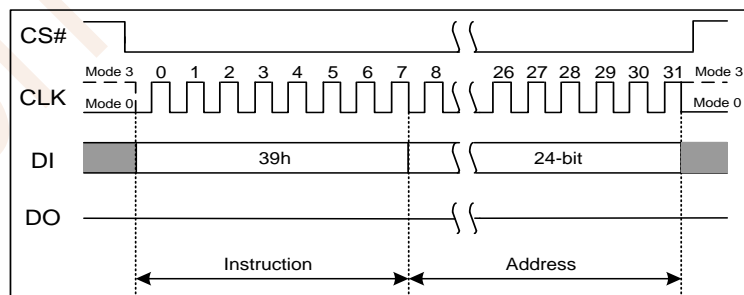 CS#
Mode 3 0 1 2 3 4 5 6 7 8 26 27 28 29 30 31 Mode 3
CLK
Mode 0 Mode 0
DI 39h 24-bit
DO
Instruction Address